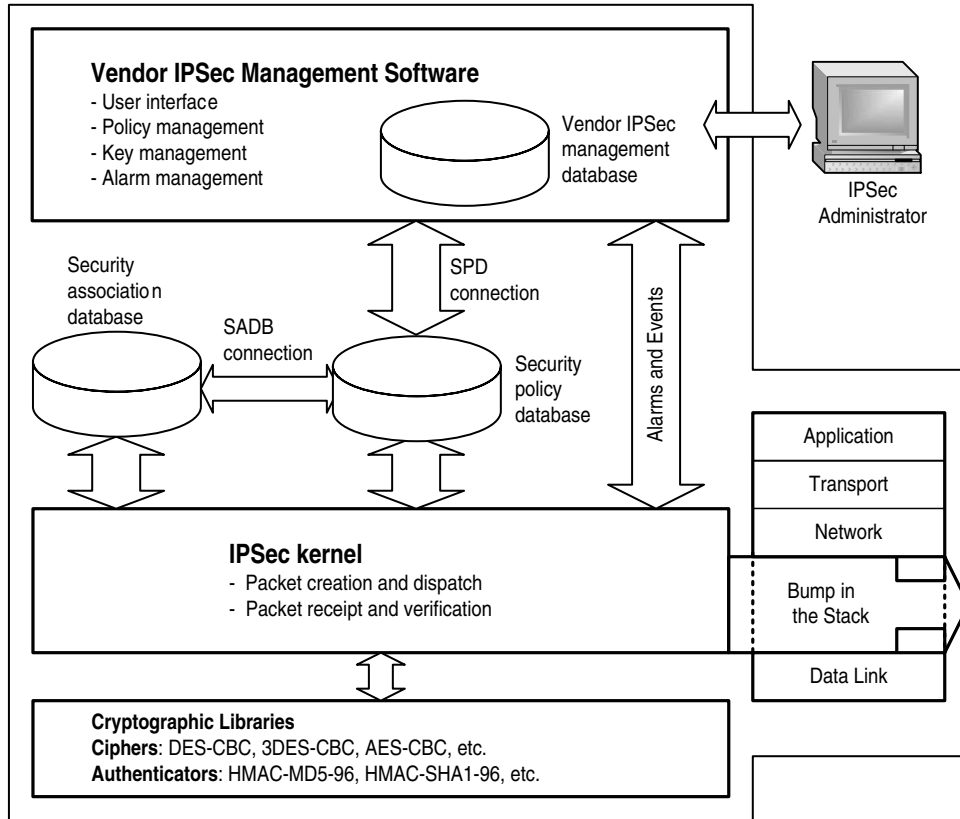 Vendor IPSec Management Software
- User interface
- Policy management
- Key management
- Alarm management
Vendor IPSec
management
database
IPSec
Administrator
Security
association
database
SPD
connection
SADB
connection
Security
policy
database
Alarms and Events
Application
Transport
Network
Bump in
the Stack
Data Link
IPSec kernel
- Packet creation and dispatch
- Packet receipt and verification
Cryptographic Libraries
Ciphers: DES-CBC, 3DES-CBC, AES-CBC, etc.
Authenticators: HMAC-MD5-96, HMAC-SHA1-96, etc.